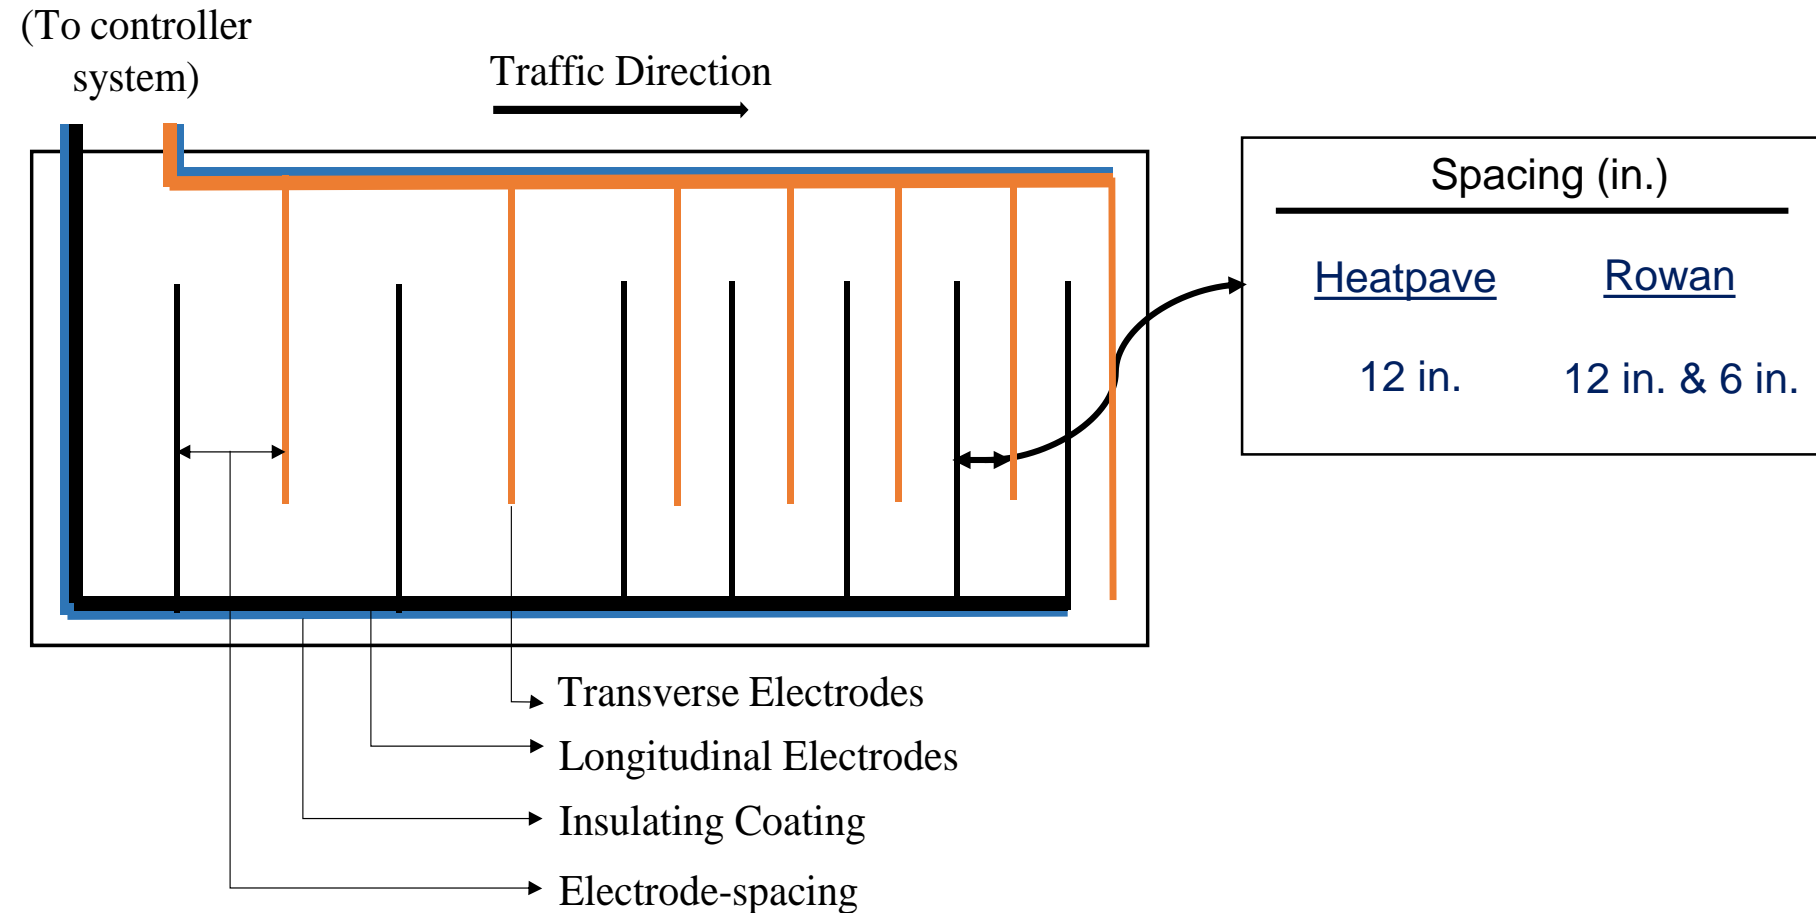 (To controller
system)
Traffic Direction
Spacing (in.)
Heatpave Rowan
12 in. 12 in. & 6 in.
Transverse Electrodes
Longitudinal Electrodes
Insulating Coating
Electrode-spacing